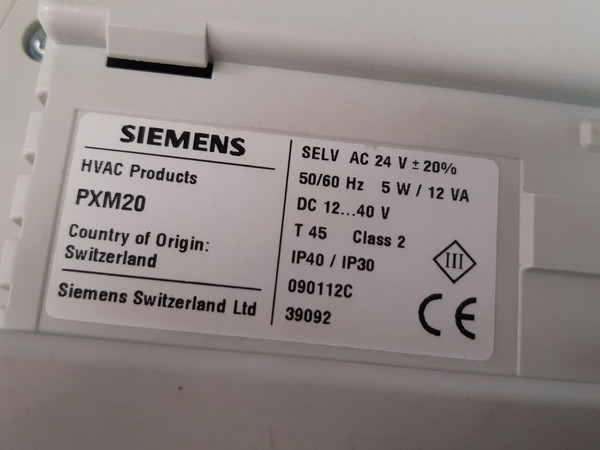 SIEMENS
HVAC Products
PXM20
Country of Origin:
Switzerland
Siemens Switzerland Ltd
SELV AC 24 V ± 20%
50/60 Hz 5 W / 12 VA
DC 12...40 V
T 45 Class 2
IP40 / IP30
090112C
39092
III
CE